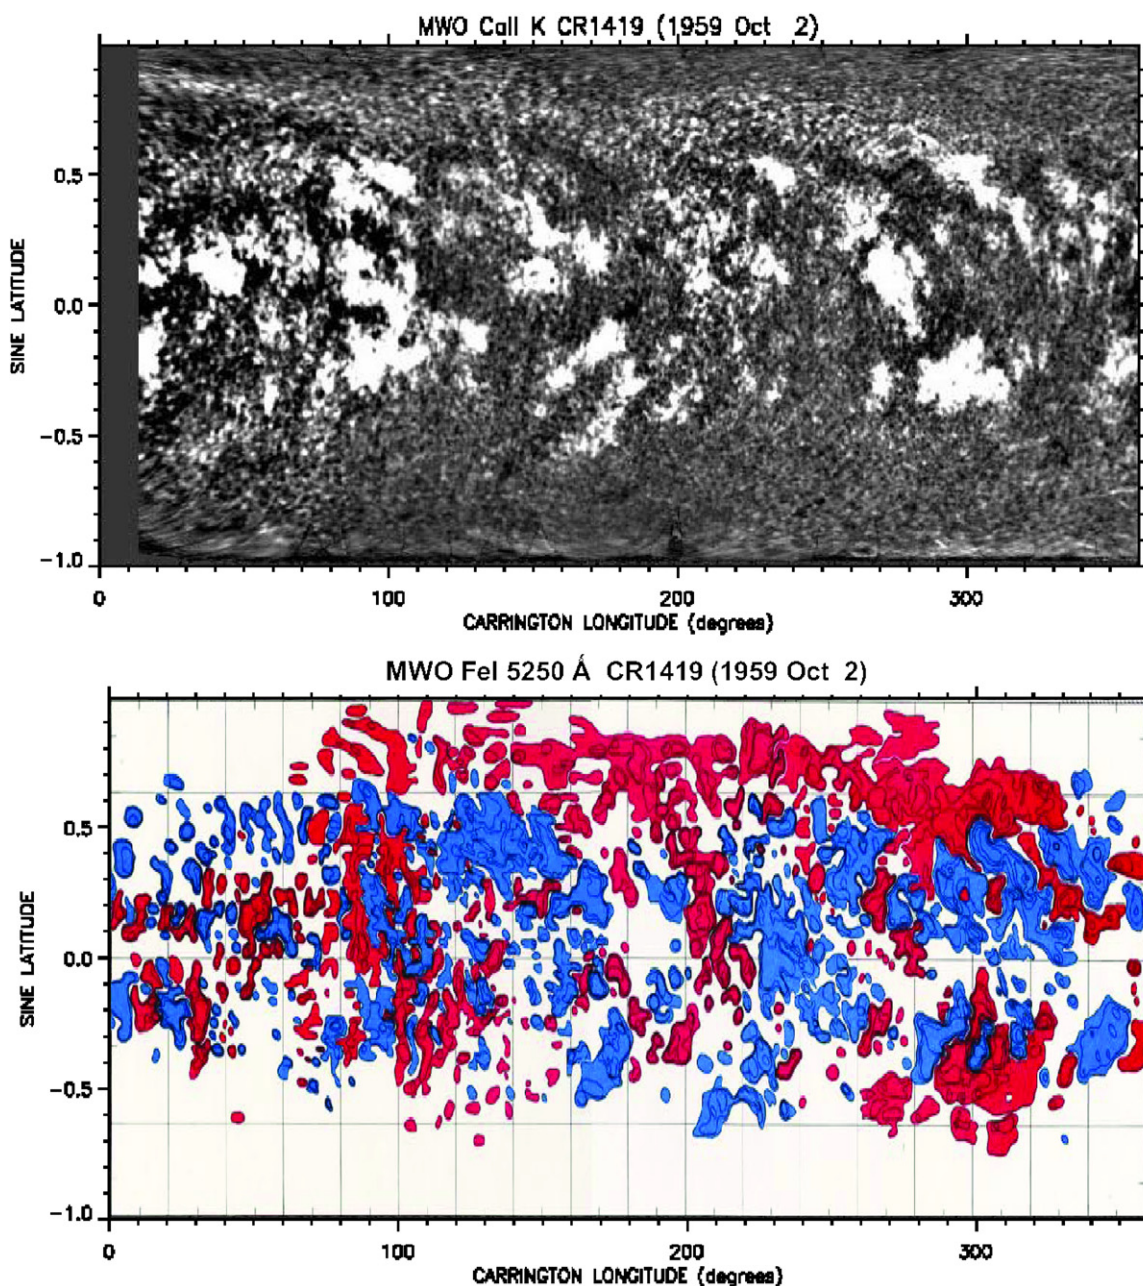 MWO CaII K CR1419 (1959 Oct 2)
0.5
0.0
−0.5
−1.0
SINE LATITUDE
0 100 200 300
CARRINGTON LONGITUDE (degrees)
MWO FeI 5250 Á CR1419 (1959 Oct 2)
0.5
0.0
−0.5
−1.0
SINE LATITUDE
0 100 200 300
CARRINGTON LONGITUDE (degrees)